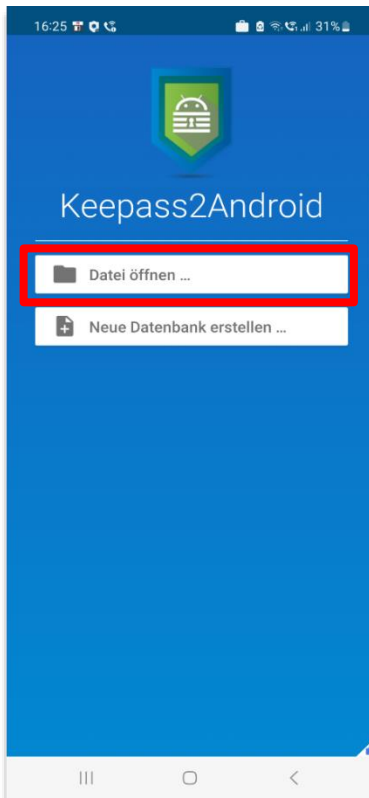 16:25 31%
Keepass2Android
Datei öffnen ...
Neue Datenbank erstellen ...